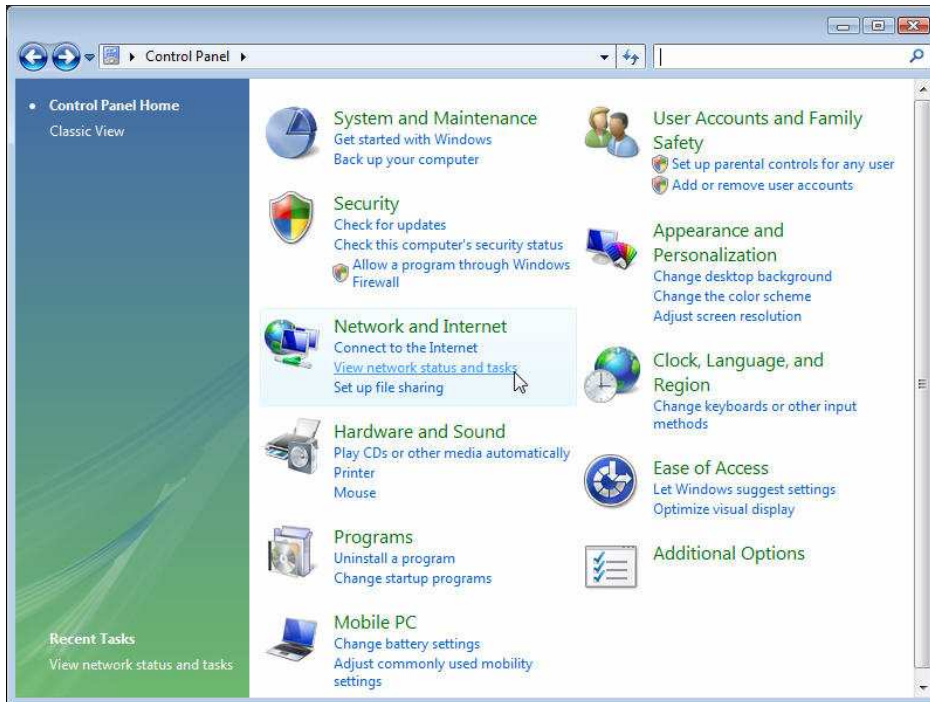 Control Panel
Control Panel Home
Classic View
System and Maintenance
Get started with Windows
Back up your computer
Security
Check for updates
Check this computer's security status
Allow a program through Windows
Firewall
Network and Internet
Connect to the Internet
View network status and tasks
Set up file sharing
Hardware and Sound
Play CDs or other media automatically
Printer
Mouse
Programs
Uninstall a program
Change startup programs
Mobile PC
Change battery settings
Adjust commonly used mobility
settings
User Accounts and Family
Safety
Set up parental controls for any user
Add or remove user accounts
Appearance and
Personalization
Change desktop background
Change the color scheme
Adjust screen resolution
Clock, Language, and
Region
Change keyboards or other input
methods
Ease of Access
Let Windows suggest settings
Optimize visual display
Additional Options
Recent Tasks
View network status and tasks